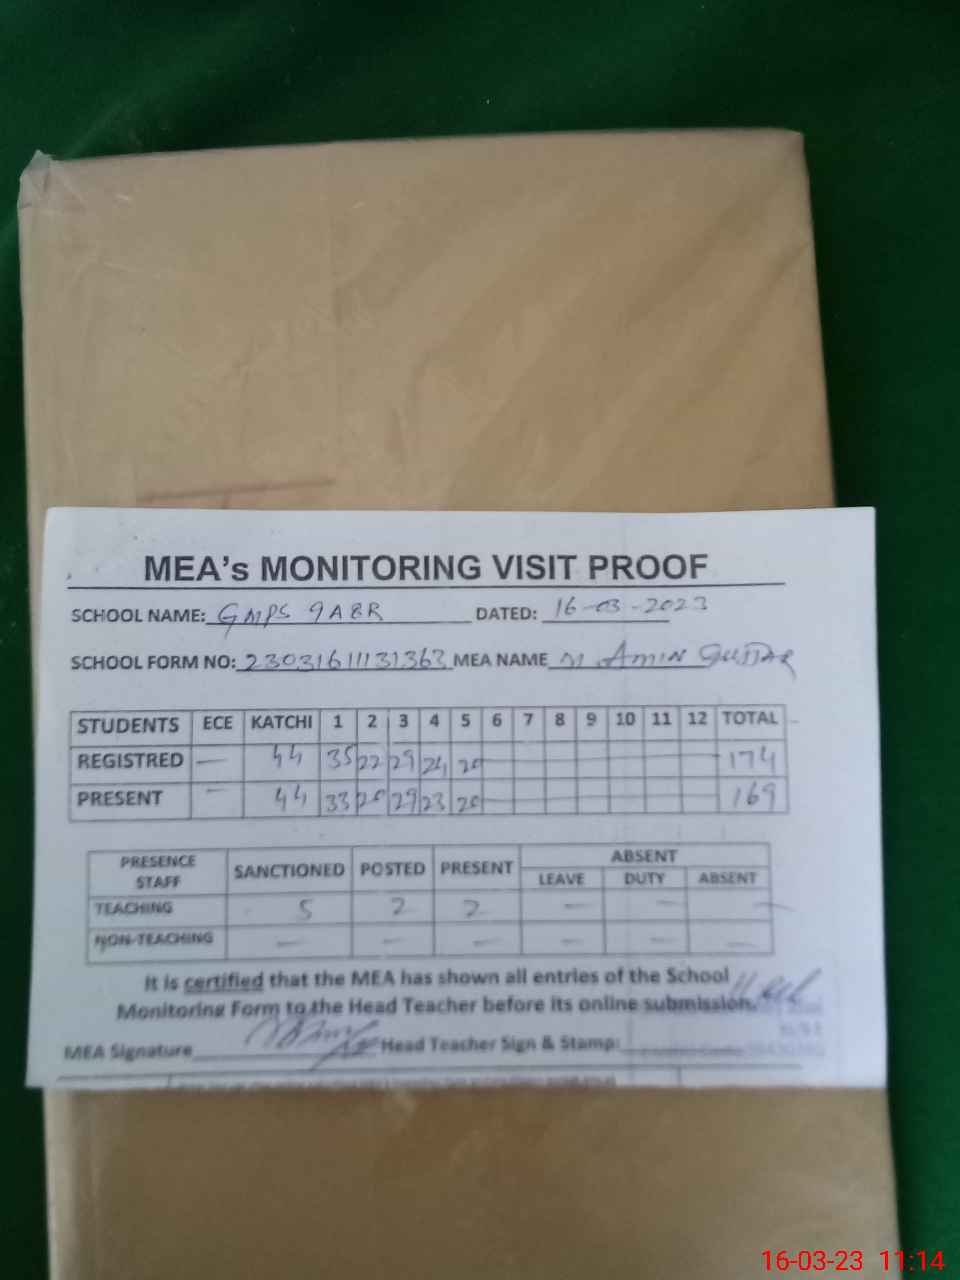 MEA's MONITORING VISIT PROOF
SCHOOL NAME: GMPS 9A8R DATED: 16-03-2023
SCHOOL FORM NO: 23031611131363 MEA NAME M AMIN GUJJAR
STUDENTS ECE KATCHI 1 2 3 4 5 6 7 8 9 10 11 12 TOTAL
REGISTRED — 44 35 22 29 24 20 174
PRESENT — 44 33 20 29 23 20 169
PRESENCE STAFF SANCTIONED POSTED PRESENT ABSENT
LEAVE DUTY ABSENT
TEACHING 5 2 2 — — —
NON-TEACHING — — — — — —
It is certified that the MEA has shown all entries of the School
Monitoring Form to the Head Teacher before its online submission.
MEA Signature Head Teacher Sign & Stamp:
16-03-23 11:14